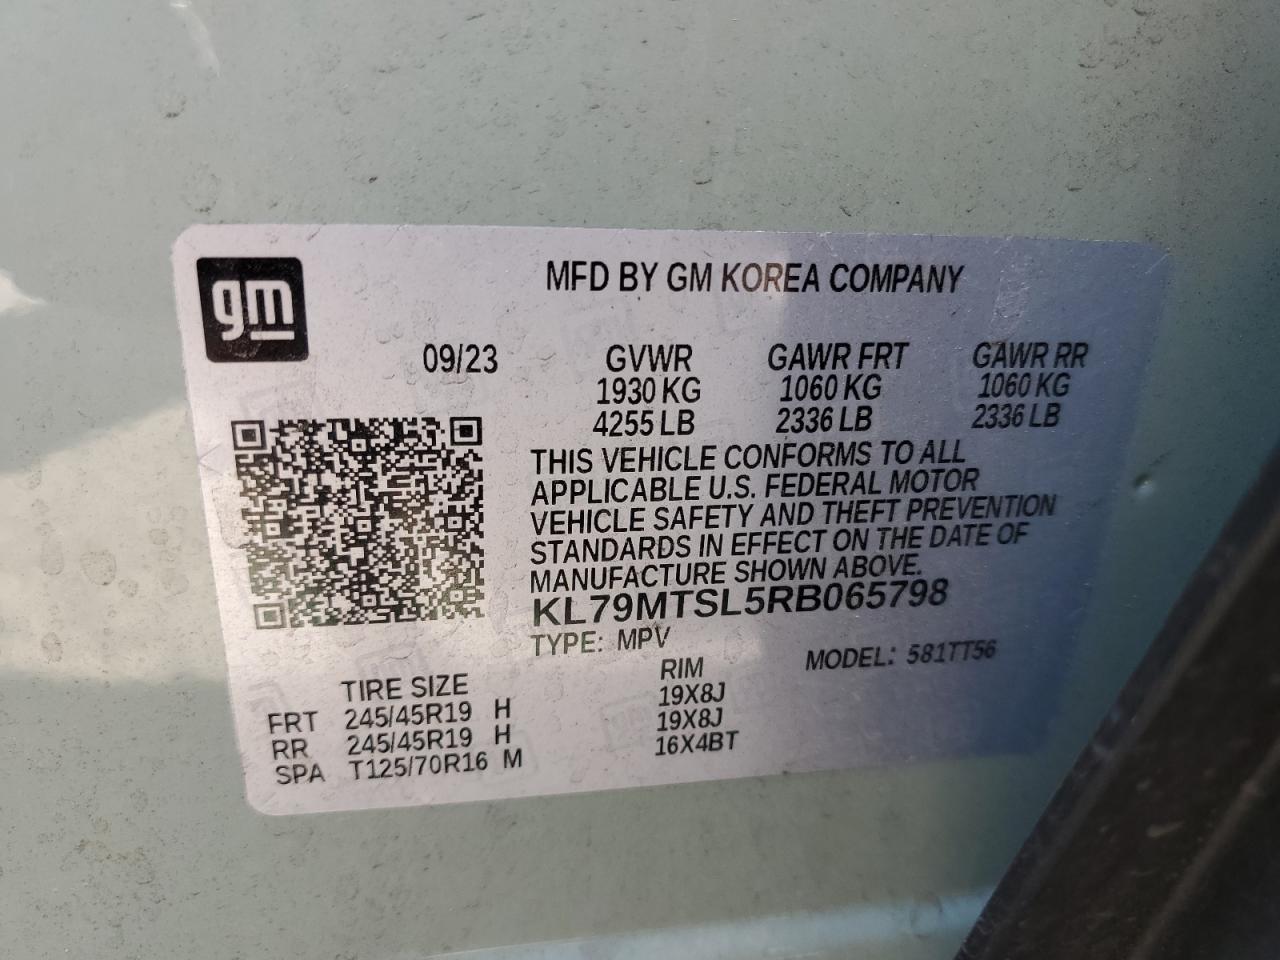 gm
MFD BY GM KOREA COMPANY
09/23 GVWR GAWR FRT GAWR RR
1930 KG 1060 KG 1060 KG
4255 LB 2336 LB 2336 LB
THIS VEHICLE CONFORMS TO ALL
APPLICABLE U.S. FEDERAL MOTOR
VEHICLE SAFETY AND THEFT PREVENTION
STANDARDS IN EFFECT ON THE DATE OF
MANUFACTURE SHOWN ABOVE.
KL79MTSL5RB065798
TYPE: MPV MODEL: 581TT56
TIRE SIZE RIM
FRT 245/45R19 H 19X8J
RR 245/45R19 H 19X8J
SPA T125/70R16 M 16X4BT